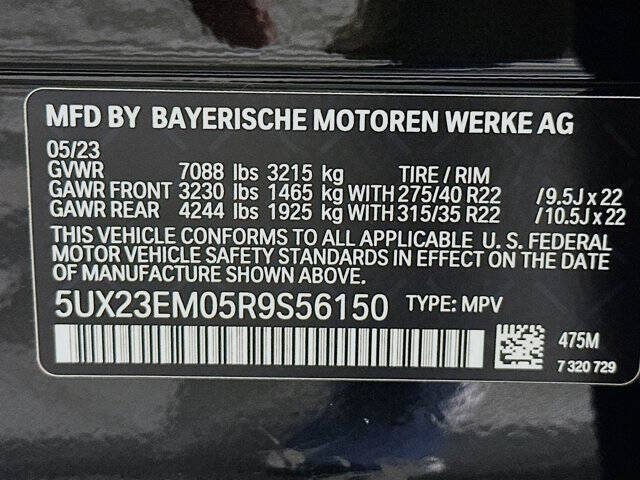 MFD BY BAYERISCHE MOTOREN WERKE AG
05/23
GVWR 7088 lbs 3215 kg TIRE / RIM
GAWR FRONT 3230 lbs 1465 kg WITH 275/40 R22 / 9.5J x 22
GAWR REAR 4244 lbs 1925 kg WITH 315/35 R22 / 10.5J x 22
THIS VEHICLE CONFORMS TO ALL APPLICABLE U. S. FEDERAL
MOTOR VEHICLE SAFETY STANDARDS IN EFFECT ON THE DATE
OF MANUFACTURE SHOWN ABOVE.
5UX23EM05R9S56150 TYPE: MPV
475M
7 320 729